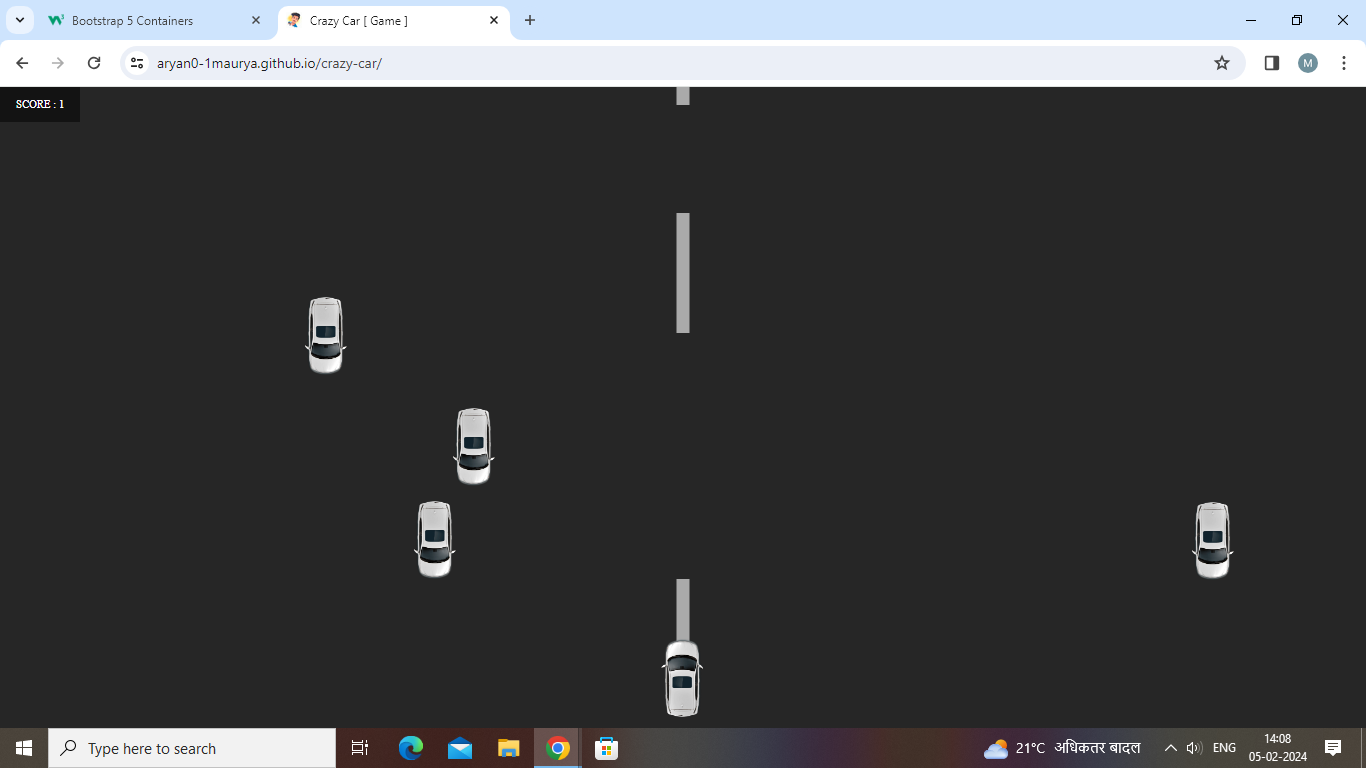 Bootstrap 5 Containers
Crazy Car [ Game ]
aryan0-1maurya.github.io/crazy-car/
M
SCORE : 1
Type here to search
21°C अधिकतर बादल
ENG
14:08
05-02-2024